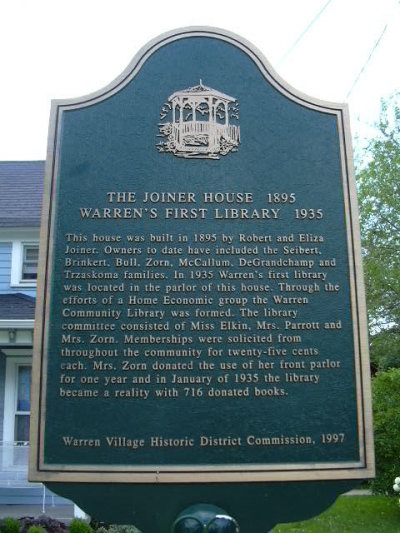 THE JOINER HOUSE 1895
WARREN'S FIRST LIBRARY 1935
This house was built in 1895 by Robert and Eliza
Joiner. Owners to date have included the Seibert,
Brinkert, Bull, Zorn, McCallum, DeGrandchamp and
Trzaskoma families. In 1935 Warren's first library
was located in the parlor of this house. Through the
efforts of a Home Economic group the Warren
Community Library was formed. The library
committee consisted of Miss Elkin, Mrs. Parrott and
Mrs. Zorn. Memberships were solicited from
throughout the community for twenty-five cents
each. Mrs. Zorn donated the use of her front parlor
for one year and in January of 1935 the library
became a reality with 716 donated books.
Warren Village Historic District Commission, 1997